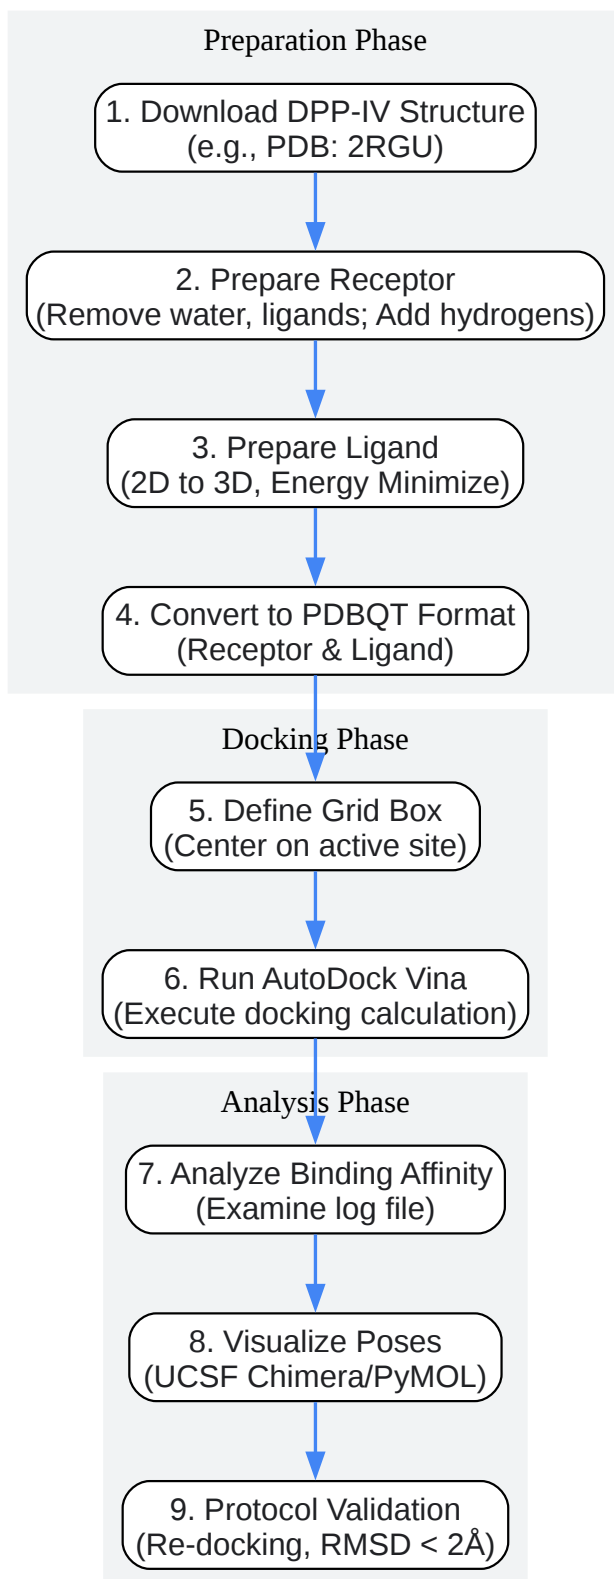 Preparation Phase
1. Download DPP-IV Structure
(e.g., PDB: 2RGU)
2. Prepare Receptor
(Remove water, ligands; Add hydrogens)
3. Prepare Ligand
(2D to 3D, Energy Minimize)
4. Convert to PDBQT Format
(Receptor & Ligand)
Docking Phase
5. Define Grid Box
(Center on active site)
6. Run AutoDock Vina
(Execute docking calculation)
Analysis Phase
7. Analyze Binding Affinity
(Examine log file)
8. Visualize Poses
(UCSF Chimera/PyMOL)
9. Protocol Validation
(Re-docking, RMSD < 2Å)